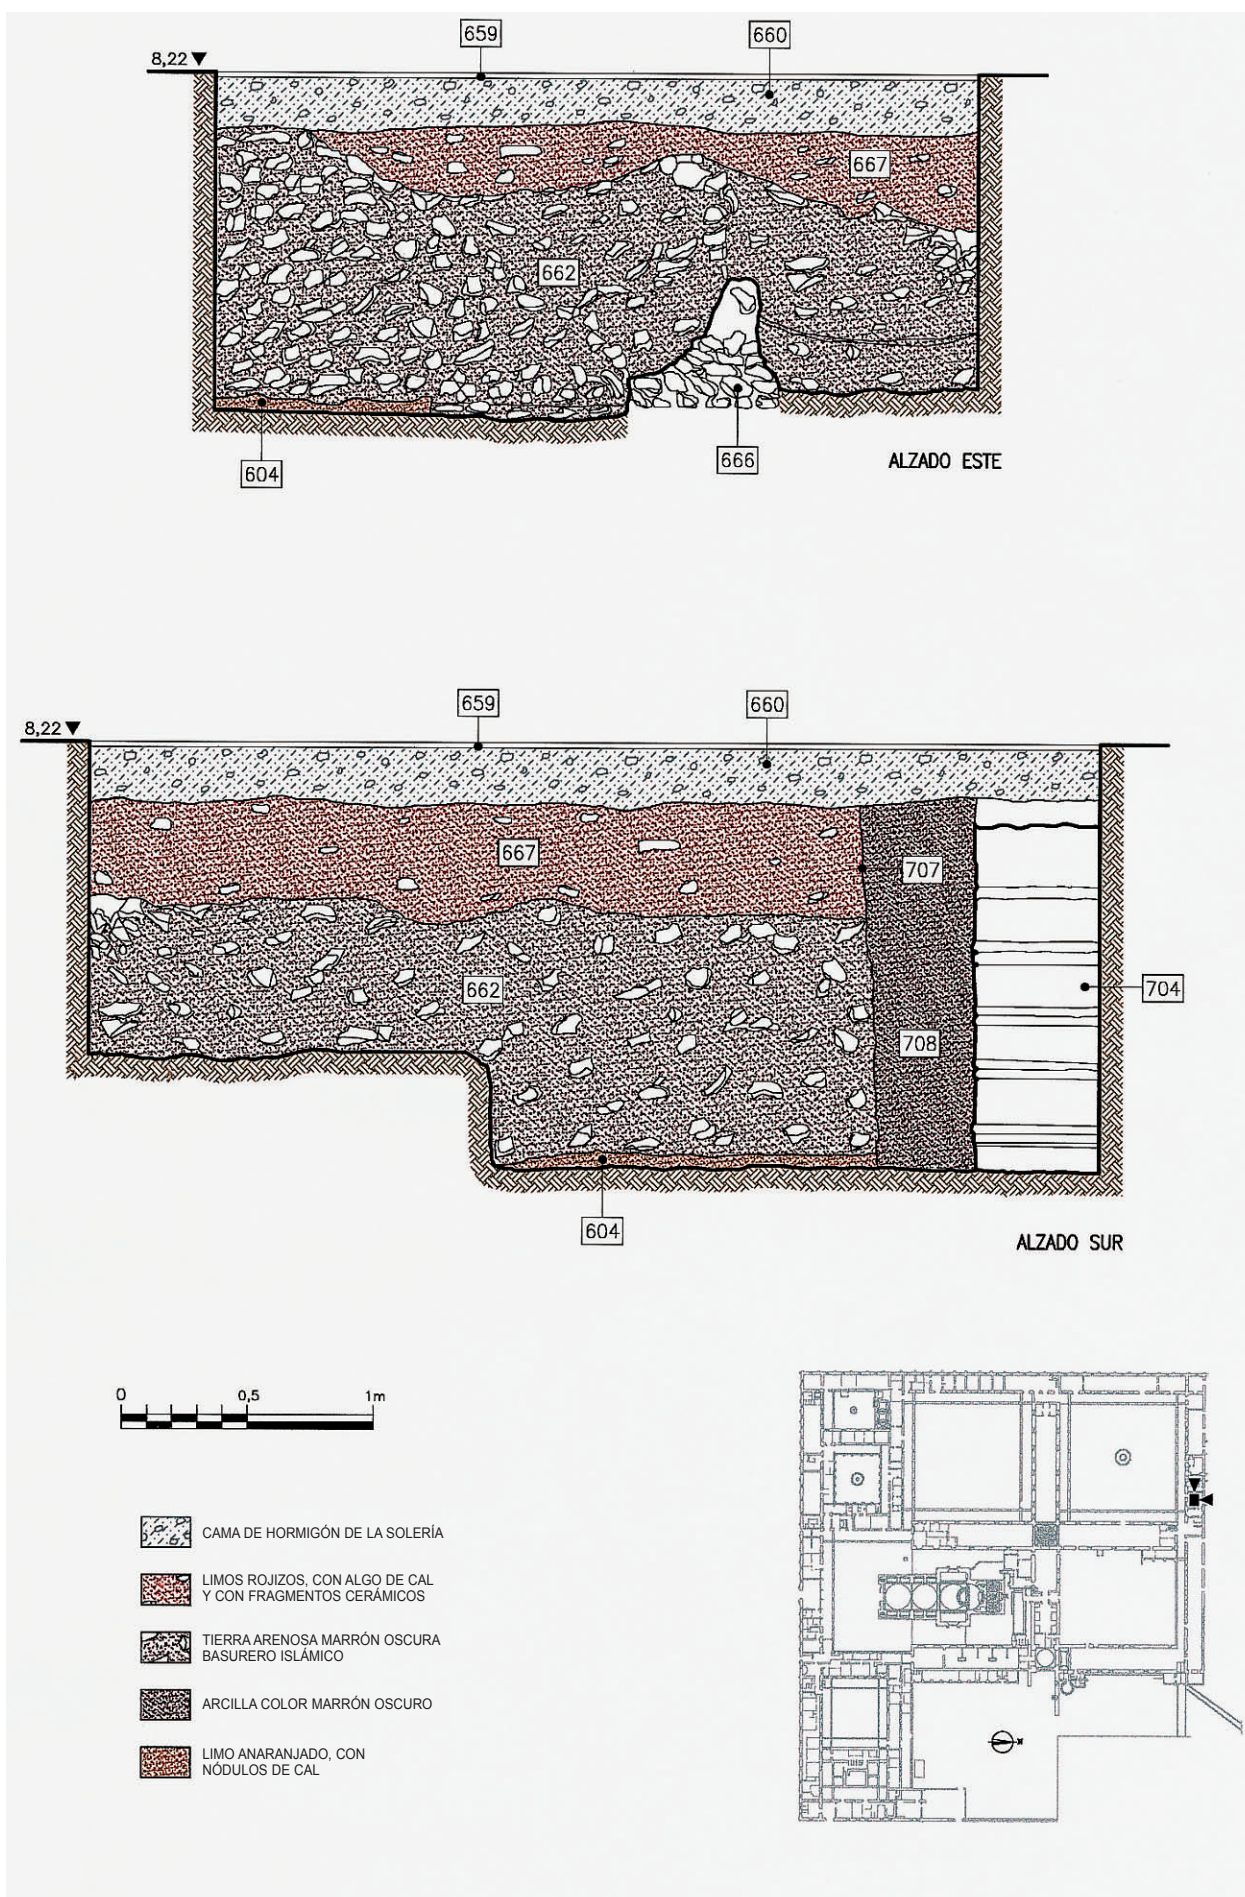 659
660
8,22
667
662
604
666
ALZADO ESTE
659
660
8,22
667
707
662
704
708
604
ALZADO SUR
0 0,5 1m
CAMA DE HORMIGÓN DE LA SOLERÍA
LIMOS ROJIZOS, CON ALGO DE CAL
Y CON FRAGMENTOS CERÁMICOS
TIERRA ARENOSA MARRÓN OSCURA
BASURERO ISLÁMICO
ARCILLA COLOR MARRÓN OSCURO
LIMO ANARANJADO, CON
NÓDULOS DE CAL